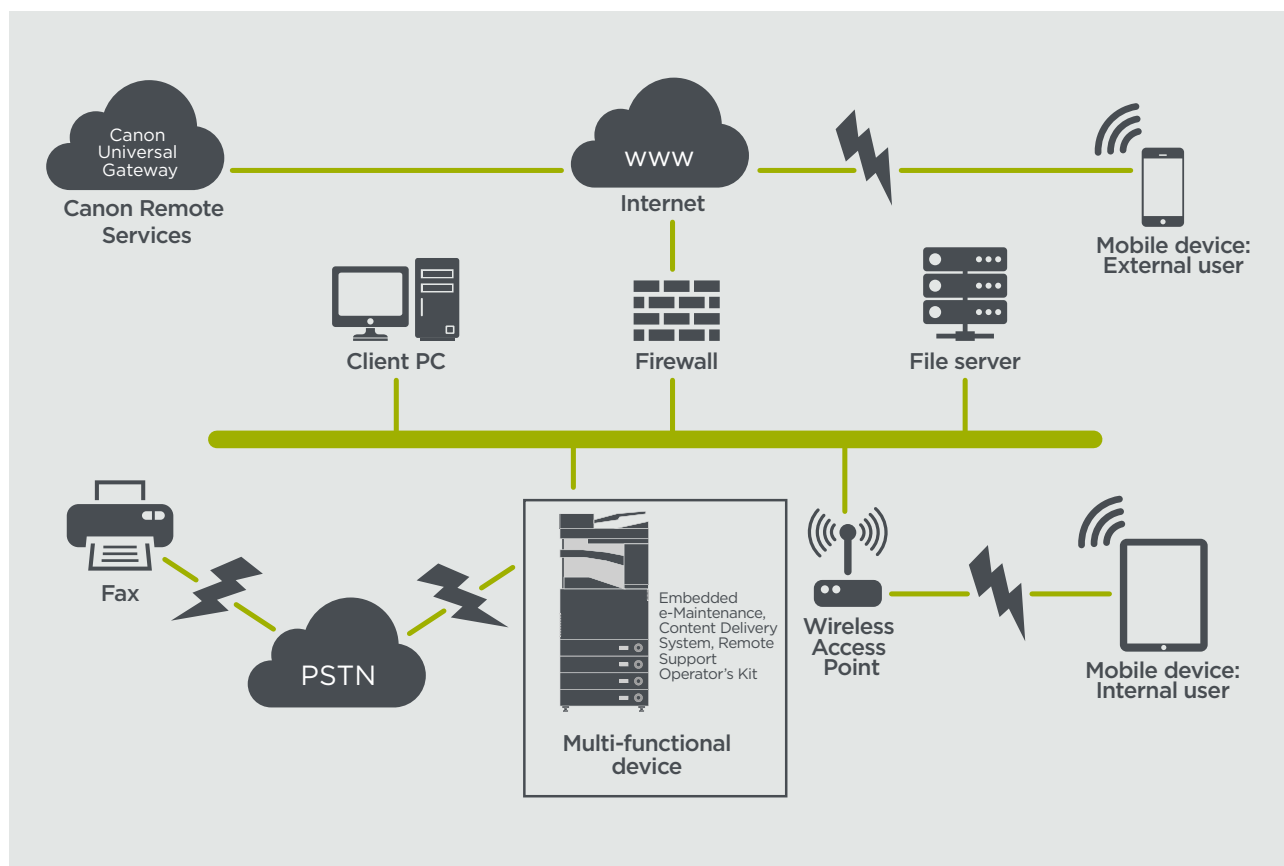 Canon
Universal
Gateway
Canon Remote
Services
www
Internet
Mobile device:
External user
Client PC
Firewall
File server
Fax
PSTN
Embedded
e-Maintenance,
Content Delivery
System, Remote
Support
Operator's Kit
Multi-functional
device
Wireless
Access
Point
Mobile device:
Internal user